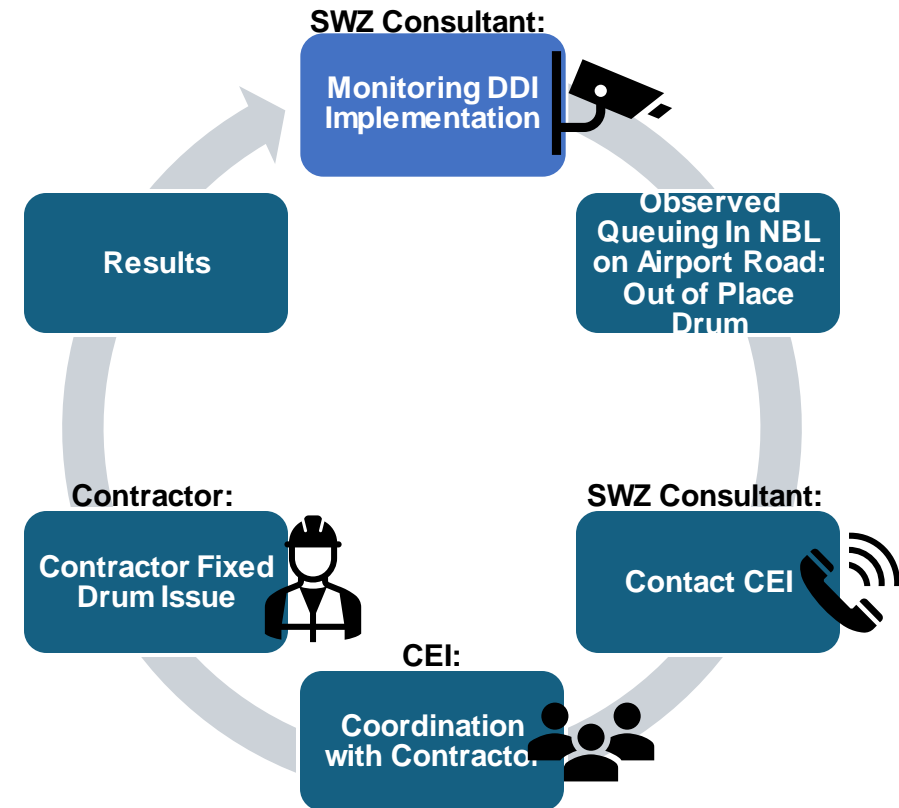 SWZ Consultant:
Monitoring DDI
Implementation
Observed
Queuing In NBL
on Airport Road:
Out of Place
Drum
SWZ Consultant:
Contact CEI
CEI:
Coordination
with Contractor
Contractor:
Contractor Fixed
Drum Issue
Results